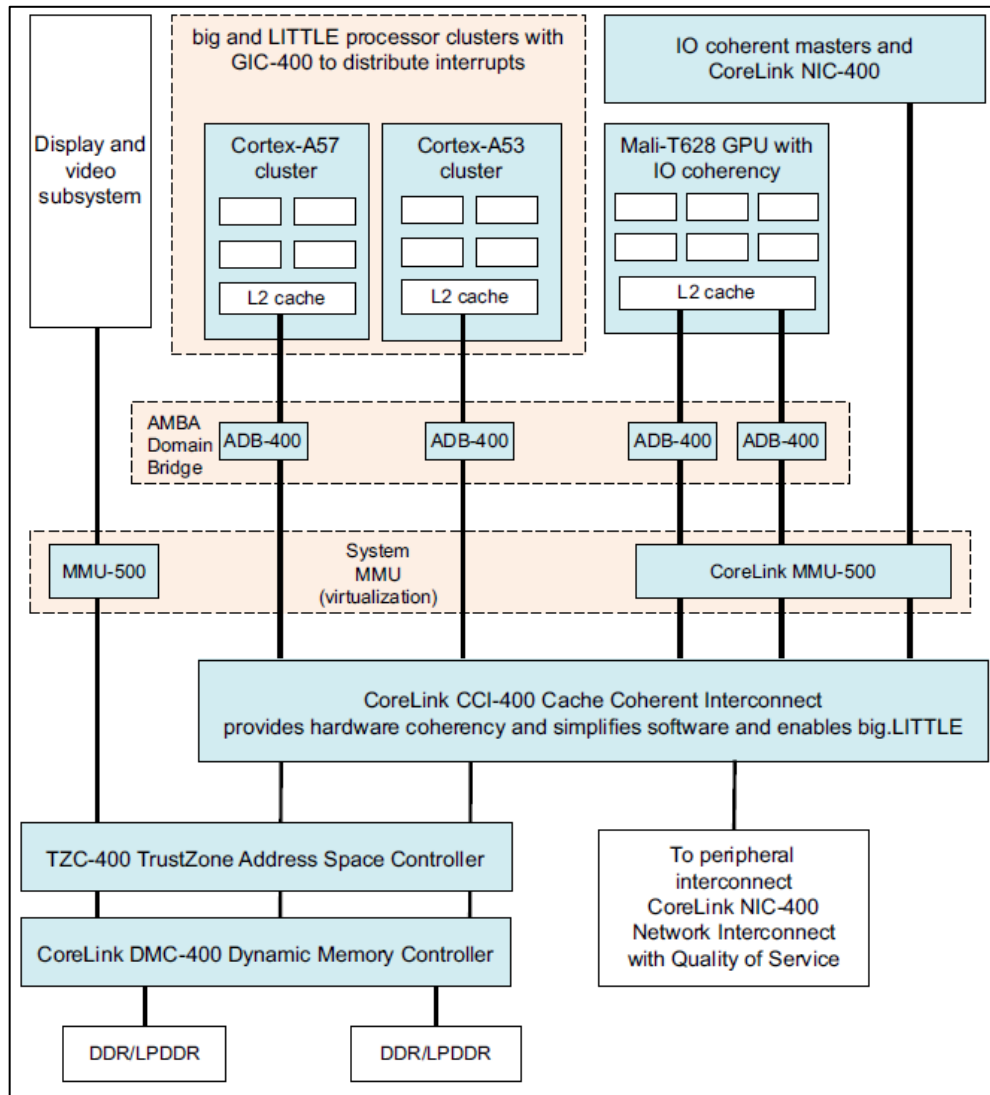 big and LITTLE processor clusters with
GIC-400 to distribute interrupts
IO coherent masters and
CoreLink NIC-400
Display and
video
subsystem
Cortex-A57
cluster
L2 cache
Cortex-A53
cluster
L2 cache
Mali-T628 GPU with
IO coherency
L2 cache
AMBA
Domain
Bridge
ADB-400
ADB-400
ADB-400
ADB-400
MMU-500
System
MMU
(virtualization)
CoreLink MMU-500
CoreLink CCI-400 Cache Coherent Interconnect
provides hardware coherency and simplifies software and enables big.LITTLE
TZC-400 TrustZone Address Space Controller
To peripheral
interconnect
CoreLink NIC-400
Network Interconnect
with Quality of Service
CoreLink DMC-400 Dynamic Memory Controller
DDR/LPDDR
DDR/LPDDR